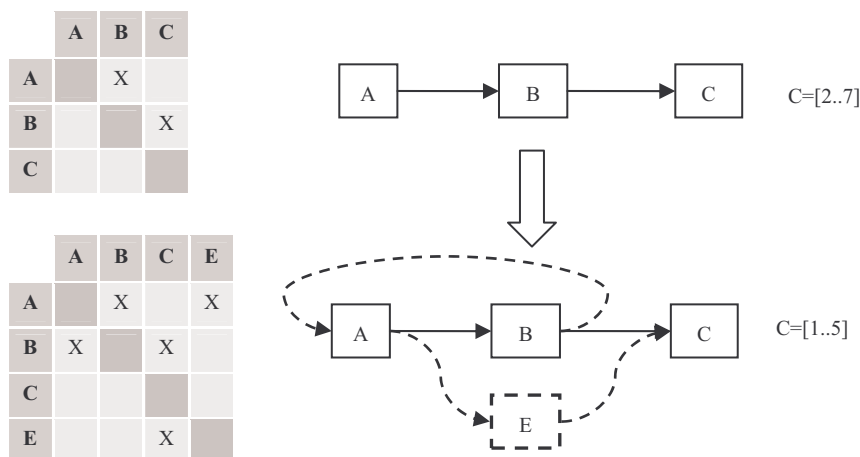 A B C
A X
B X
C
A B C C=[2..7]
A B C E
A X X
B X X
C
E X
A B C C=[1..5]
E